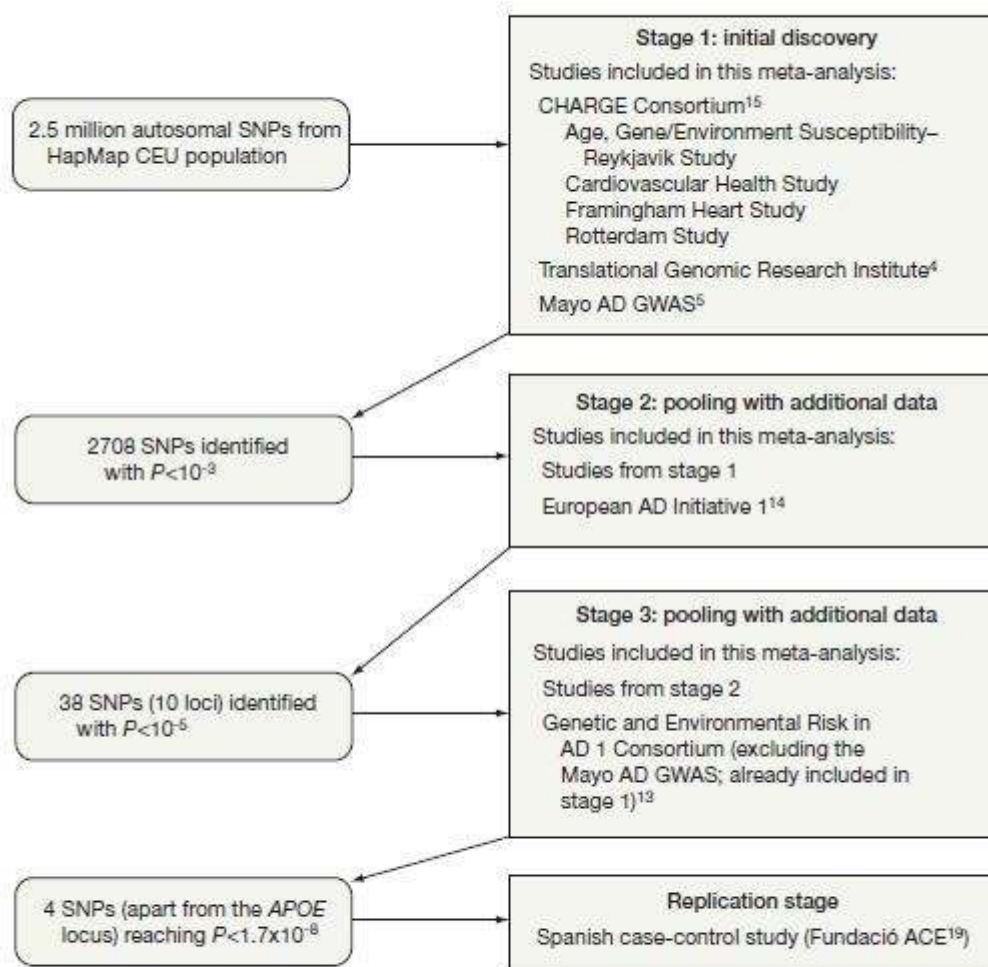 2.5 million autosomal SNPs from
HapMap CEU population
Stage 1: initial discovery
Studies included in this meta-analysis:
CHARGE Consortium15
Age, Gene/Environment Susceptibility–
Reykjavik Study
Cardiovascular Health Study
Framingham Heart Study
Rotterdam Study
Translational Genomic Research Institute4
Mayo AD GWAS5
2708 SNPs identified
with P<10-3
Stage 2: pooling with additional data
Studies included in this meta-analysis:
Studies from stage 1
European AD Initiative 114
38 SNPs (10 loci) identified
with P<10-5
Stage 3: pooling with additional data
Studies included in this meta-analysis:
Studies from stage 2
Genetic and Environmental Risk in
AD 1 Consortium (excluding the
Mayo AD GWAS; already included in
stage 1)13
4 SNPs (apart from the APOE
locus) reaching P<1.7x10-8
Replication stage
Spanish case-control study (Fundació ACE19)